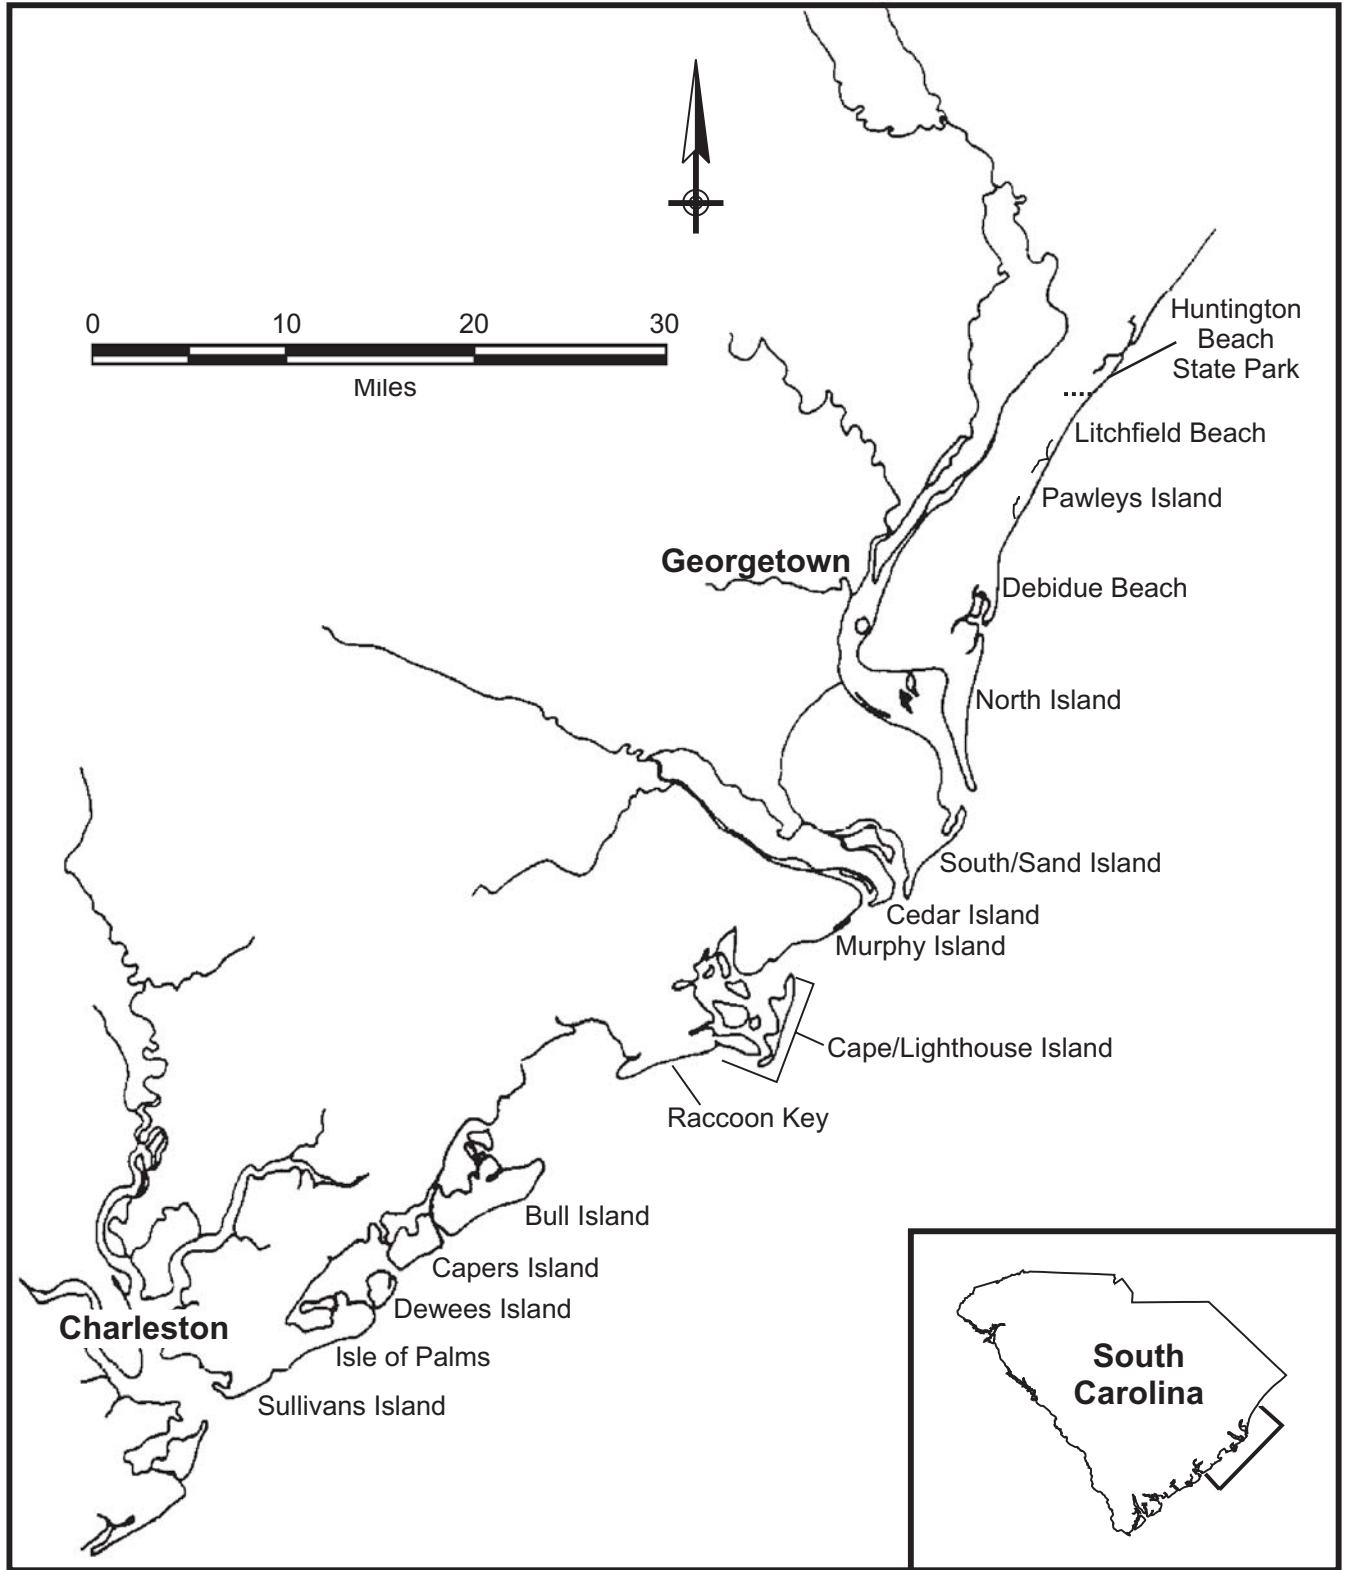 0 10 20 30
Miles
Huntington
Beach
State Park
Litchfield Beach
Pawleys Island
Georgetown
Debidue Beach
North Island
South/Sand Island
Cedar Island
Murphy Island
Cape/Lighthouse Island
Raccoon Key
Bull Island
Capers Island
Dewees Island
Charleston
Isle of Palms
Sullivans Island
South
Carolina